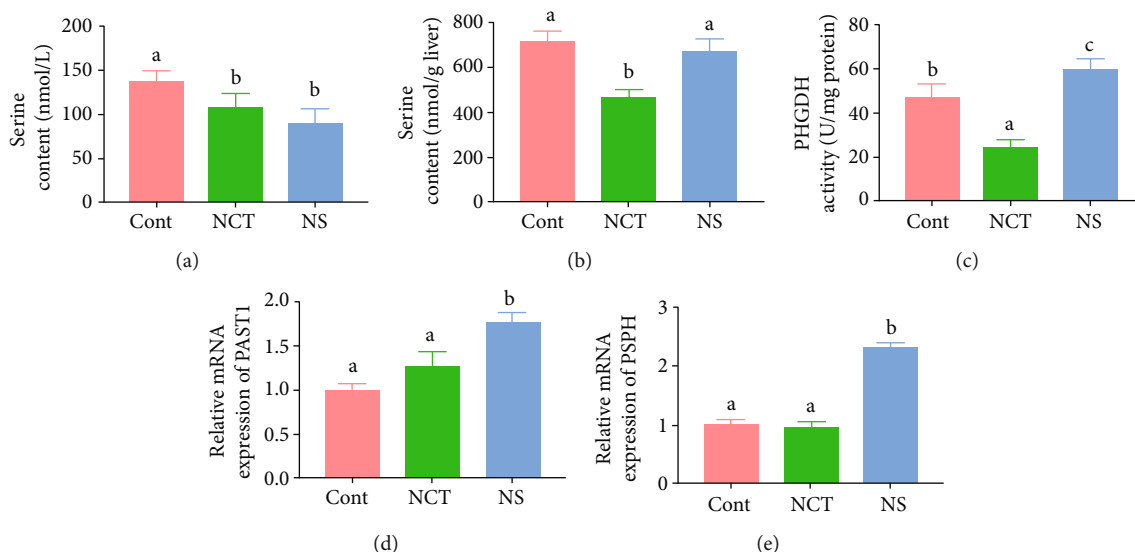 Serine
content (nmol/L)
200
150
100
50
0
a
b
b
Cont
NCT
NS
(a)
Serine
content (nmol/g liver)
800
600
400
200
0
a
b
a
Cont
NCT
NS
(b)
PHGDH
activity (U/mg protein)
80
60
40
20
0
b
a
c
Cont
NCT
NS
(c)
Relative mRNA
expression of PAST1
2.0
1.5
1.0
0.5
0.0
a
a
b
Cont
NCT
NS
(d)
Relative mRNA
expression of PSPH
3
2
1
0
a
a
b
Cont
NCT
NS
(e)